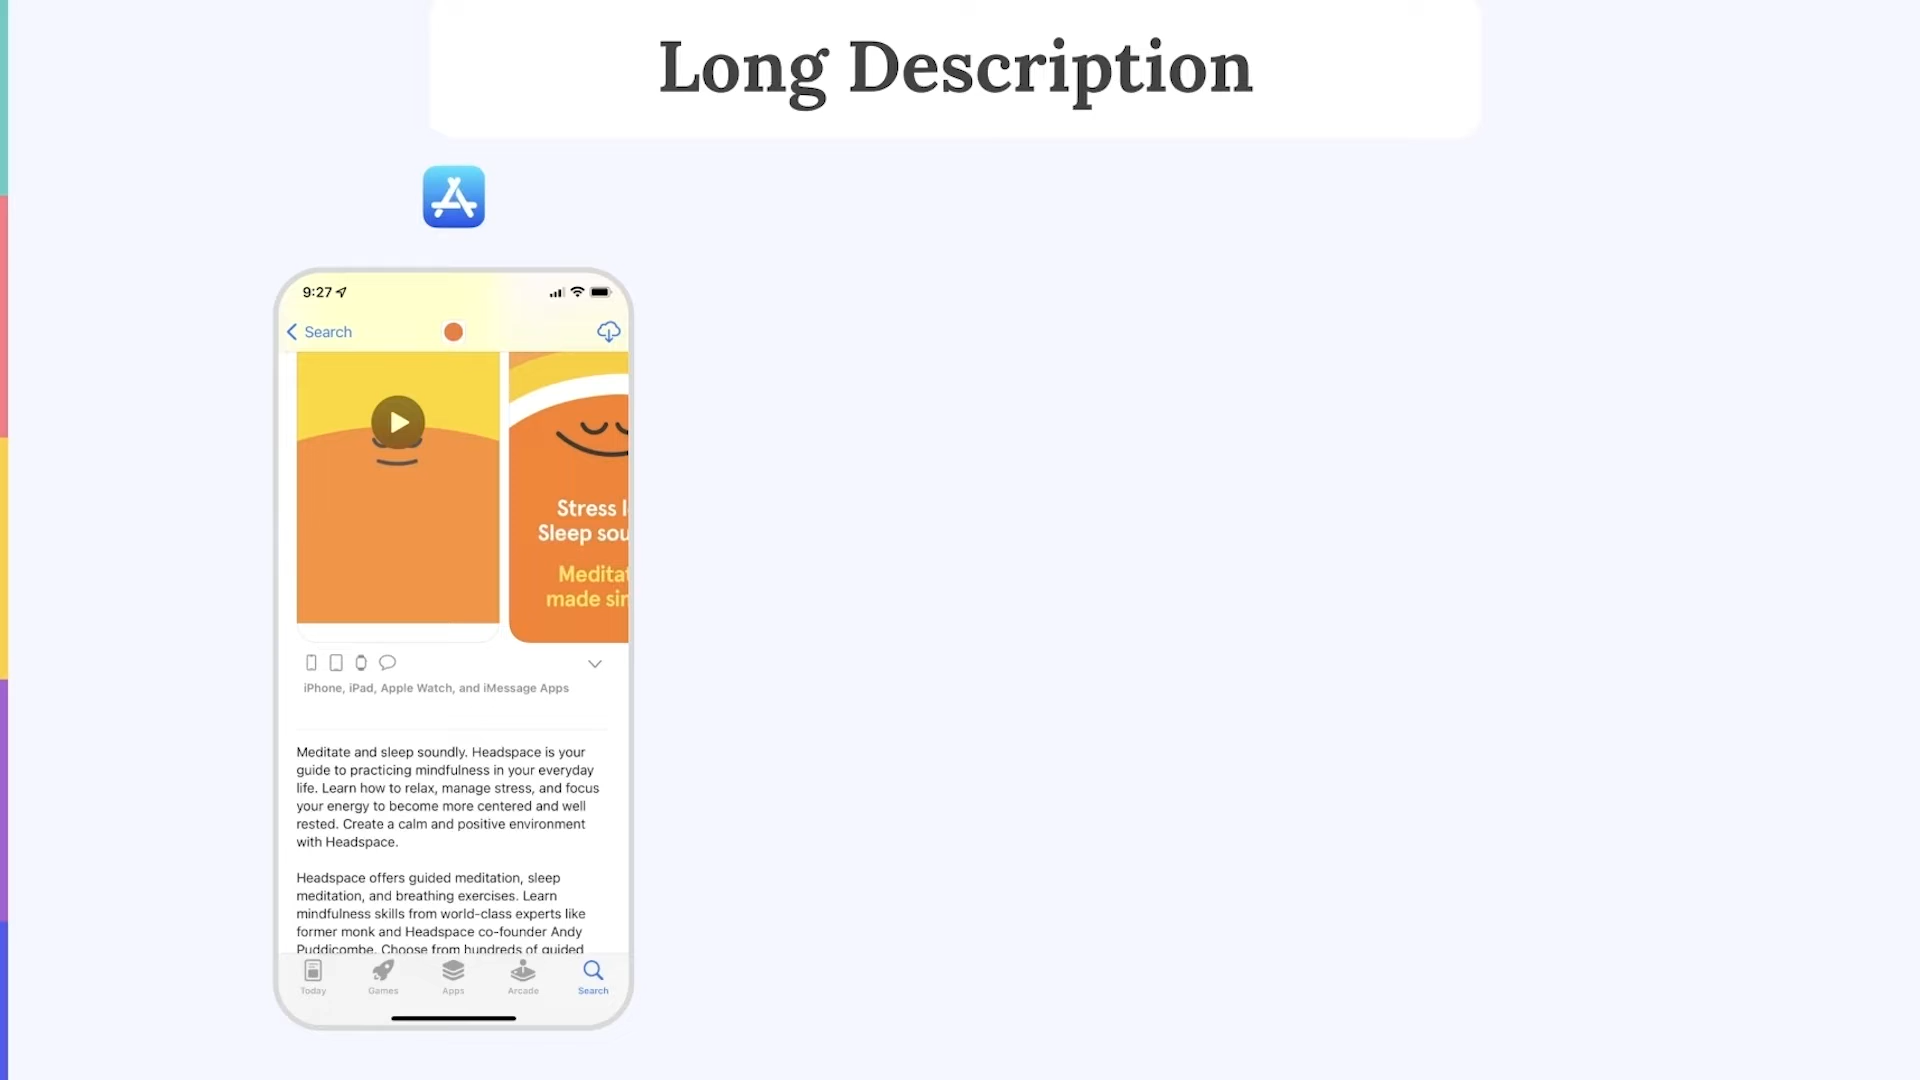 Long Description
9:27
Search
Stress
Sleep
made
iPhone, iPad, Apple Watch, and iMessage Apps
Meditate and sleep soundly. Headspace is your
guide to practicing mindfulness in your everyday
life. Learn how to relax, manage stress, and focus
your energy to become more centered and well
rested. Create a calm and positive environment
with Headspace.
Headspace offers guided meditation, sleep
meditation, and breathing exercises. Learn
mindfulness skills from world-class experts like
former monk and Headspace co-founder Andy
Puddicombe. Choose from hundreds of guided
Today Games Apps Arcade Search